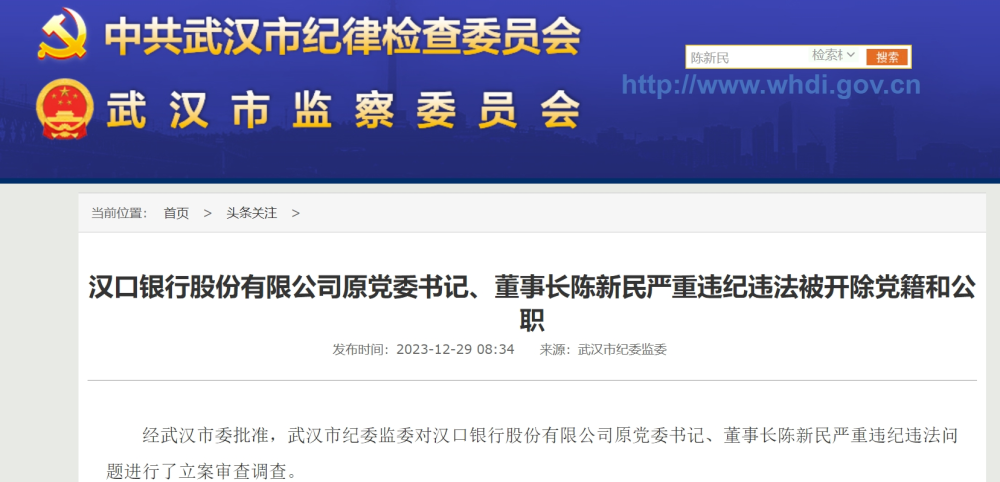 中共武汉市纪律检查委员会
陈新民
搜索
http://www.whdi.gov.cn
武汉市监察委员会
当前位置： 首页 > 头条关注 >
汉口银行股份有限公司原党委书记、董事长陈新民严重违纪违法被开除党籍和公
职
发布时间：2023-12-29 08:34 来源：武汉市纪委监委
经武汉市委批准，武汉市纪委监委对汉口银行股份有限公司原党委书记、董事长陈新民严重违纪违法问
题进行了立案审查调查。